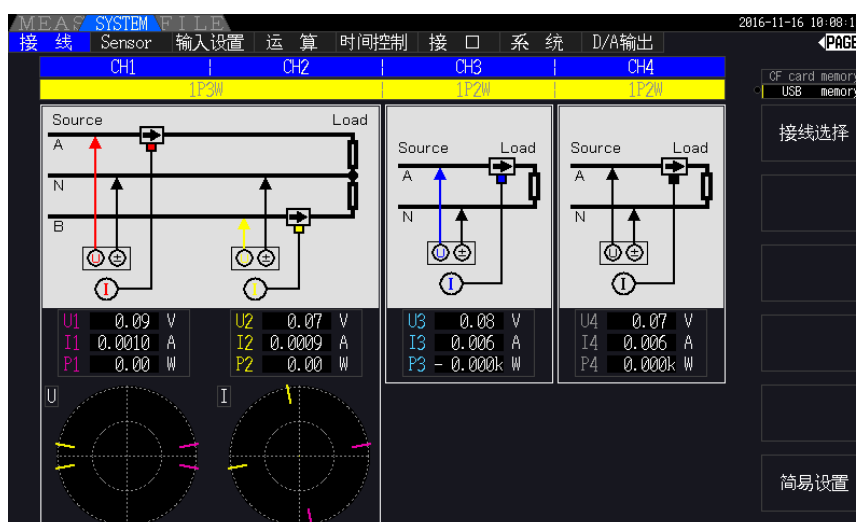 MEAS SYSTEM FILE 2016-11-16 10:08:1
接 线 Sensor 输入设置 运 算 时间控制 接 口 系 统 D/A输出 PAGE
CH1 CH2 CH3 CH4
1P3W 1P2W 1P2W
CF card memory
USB memory
接线选择
Source Load
A
N
B
U ±
± 
I I
Source Load
A
N
U ±
I
Source Load
A
N
U ±
I
U1 0.09 V U2 0.07 V U3 0.08 V U4 0.07 V
I1 0.0010 A I2 0.0009 A I3 0.006 A I4 0.006 A
P1 0.00 W P2 0.00 W P3 - 0.000k W P4 0.000k W
U I
简易设置